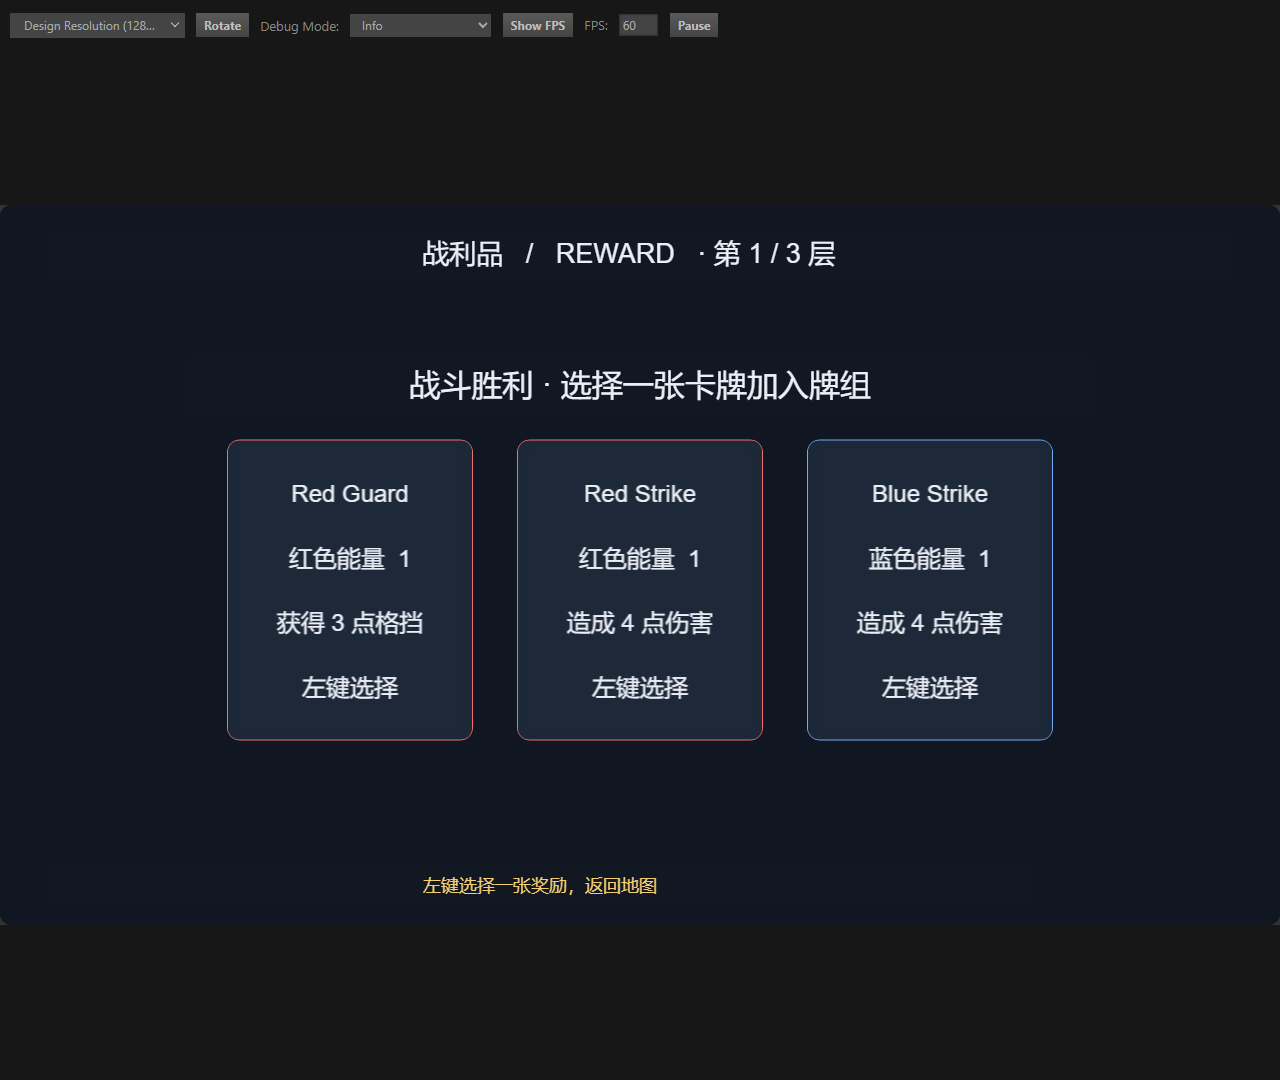 Design Resolution (128... Rotate Debug Mode: Info Show FPS FPS: 60 Pause
战利品 / REWARD · 第 1 / 3 层
战斗胜利 · 选择一张卡牌加入牌组
Red Guard
红色能量 1
获得 3 点格挡
左键选择
Red Strike
红色能量 1
造成 4 点伤害
左键选择
Blue Strike
蓝色能量 1
造成 4 点伤害
左键选择
左键选择一张奖励，返回地图